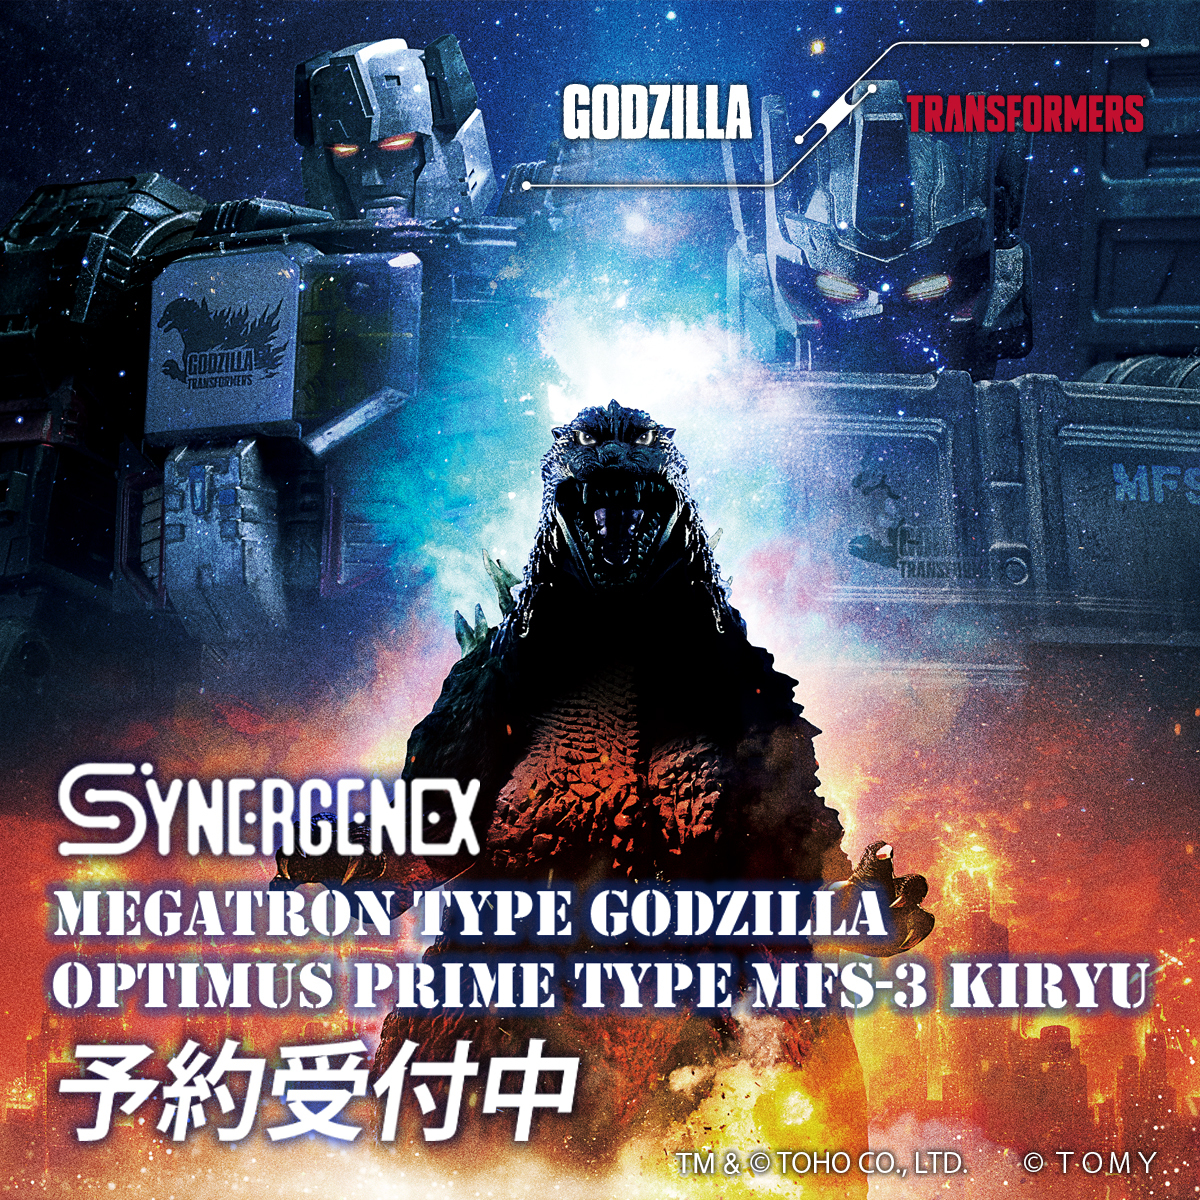 GODZILLA
TRANSFORMERS
GODZILLA
TRANSFORMERS
MFS
SYNERGENEX
MEGATRON TYPE GODZILLA
OPTIMUS PRIME TYPE MFS-3 KIRYU
予約受付中
TM & © TOHO CO., LTD. © TOMY